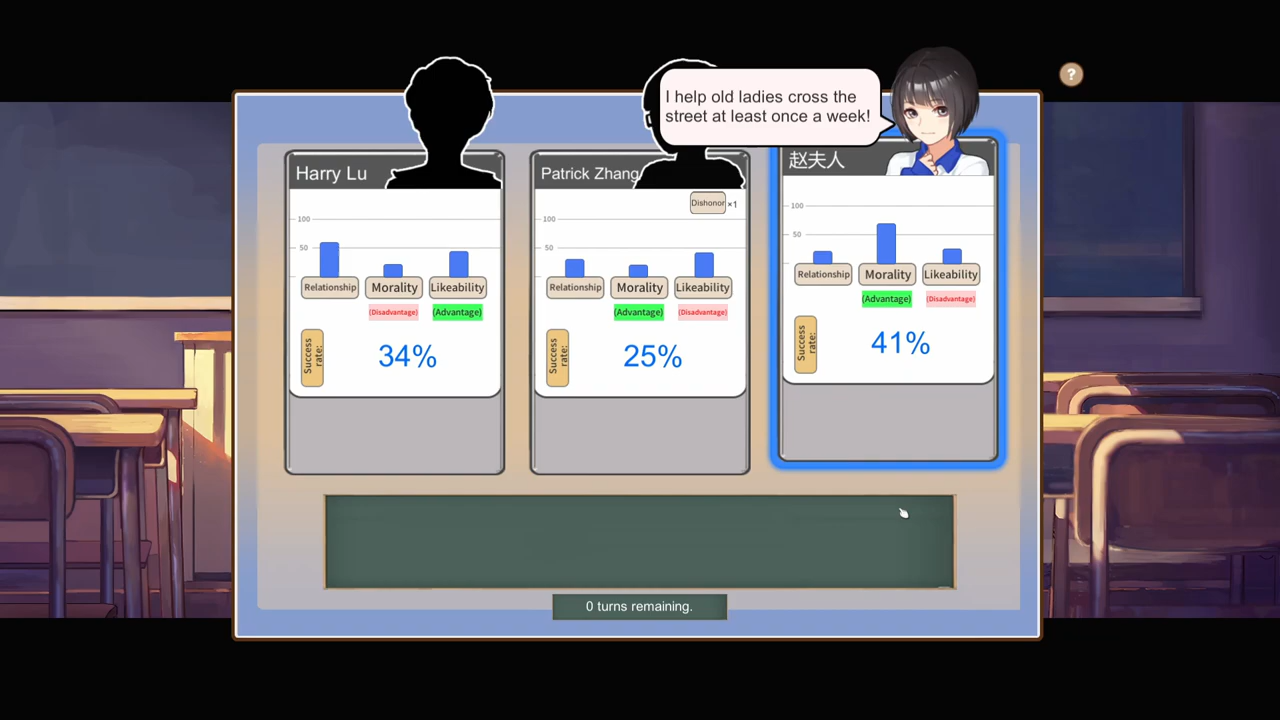 ?
I help old ladies cross the
street at least once a week!
Harry Lu
100
50
Relationship
Morality
Likeability
(Disadvantage)
(Advantage)
Success
rate:
34%
Patrick Zhang
Dishonor ×1
100
50
Relationship
Morality
Likeability
(Advantage)
(Disadvantage)
Success
rate:
25%
赵夫人
100
50
Relationship
Morality
Likeability
(Advantage)
(Disadvantage)
Success
rate:
41%
0 turns remaining.